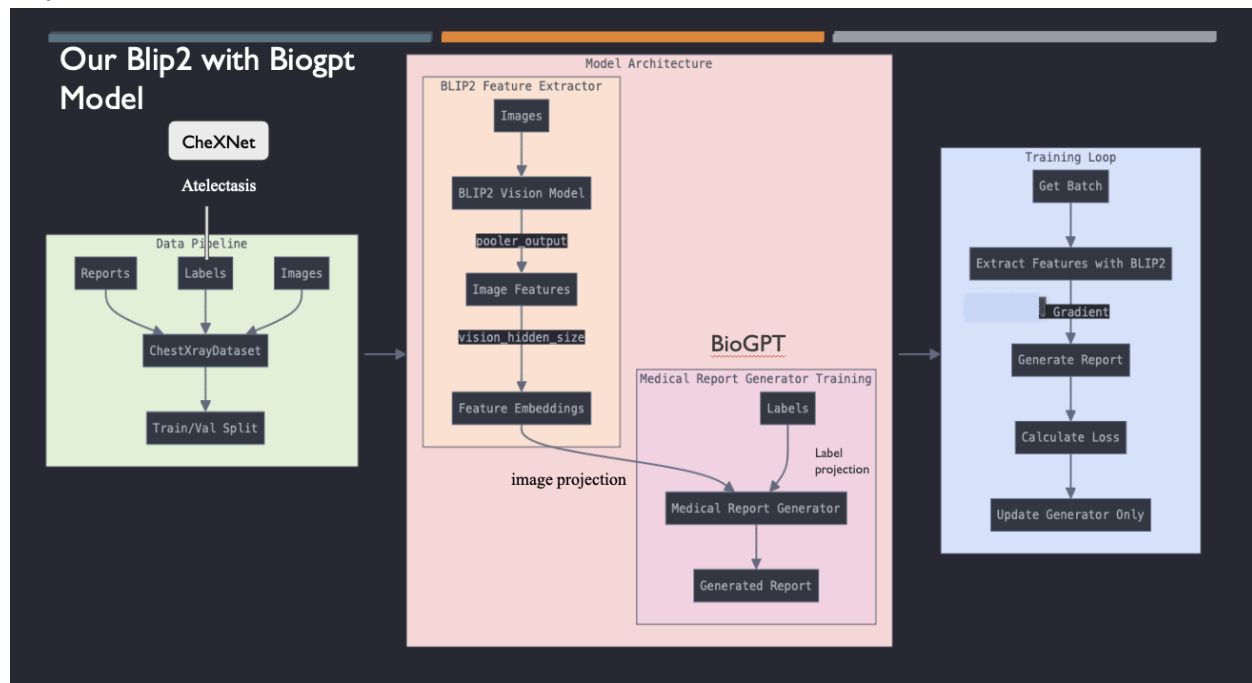 Our Blip2 with Biogpt
Model
CheXNet
Atelectasis
Data Pipeline
Reports
Labels
Images
ChestXrayDataset
Train/Val Split
Model Architecture
BLIP2 Feature Extractor
Images
BLIP2 Vision Model
pooler_output
Image Features
vision_hidden_size
Feature Embeddings
image projection
BioGPT
Medical Report Generator Training
Labels
Label
projection
Medical Report Generator
Generated Report
Training Loop
Get Batch
Extract Features with BLIP2
Gradient
Generate Report
Calculate Loss
Update Generator Only